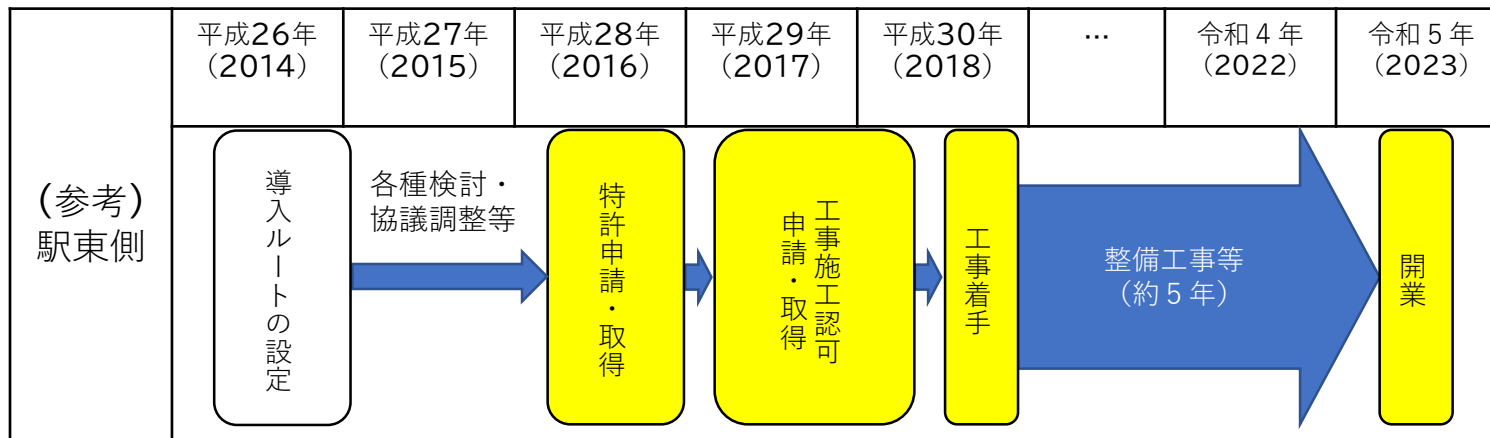 平成26年
（2014）
平成27年
（2015）
平成28年
（2016）
平成29年
（2017）
平成30年
（2018）
…
令和４年
（2022）
令和５年
（2023）
(参考)
駅東側
導入ルートの設定
各種検討・
協議調整等
特許申請・取得
工事施工認可
申請・取得
工事着手
整備工事等
（約５年）
開業